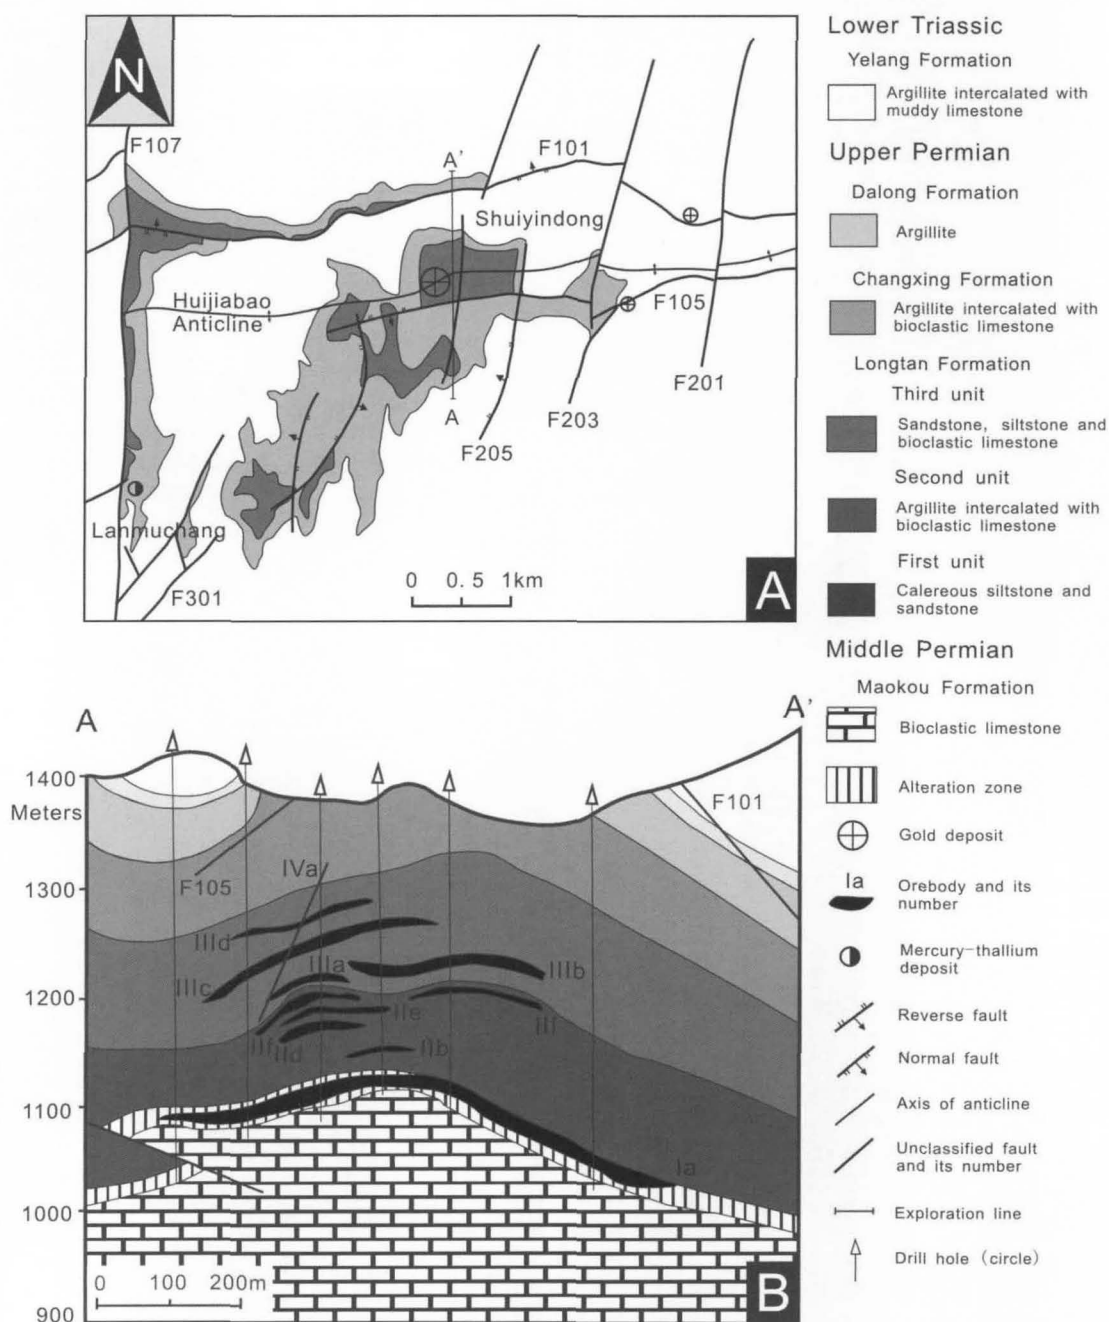 N
F107
A'
F101
Shuiyindong
Huijiabao
Anticline
F105
F201
F203
A
F205
Lanmuchang
F301
0 0.5 1km
A
Lower Triassic
Yelang Formation
Argillite intercalated with
muddy limestone
Upper Permian
Dalong Formation
Argillite
Changxing Formation
Argillite intercalated with
bioclastic limestone
Longtan Formation
Third unit
Sandstone, siltstone and
bioclastic limestone
Second unit
Argillite intercalated with
bioclastic limestone
First unit
Calereous siltstone and
sandstone
Middle Permian
Maokou Formation
Bioclastic limestone
Alteration zone
Gold deposit
Ia
Orebody and its
number
Mercury-thallium
deposit
Reverse fault
Normal fault
Axis of anticline
Unclassified fault
and its number
Exploration line
Drill hole (circle)
A
A'
1400
Meters
F101
F105
IVa
1300
IIId
IIIa
IIIb
IIIc
1200
IIe
IIf
IIf
IId
IIb
1100
Ia
1000
0 100 200m
B
900